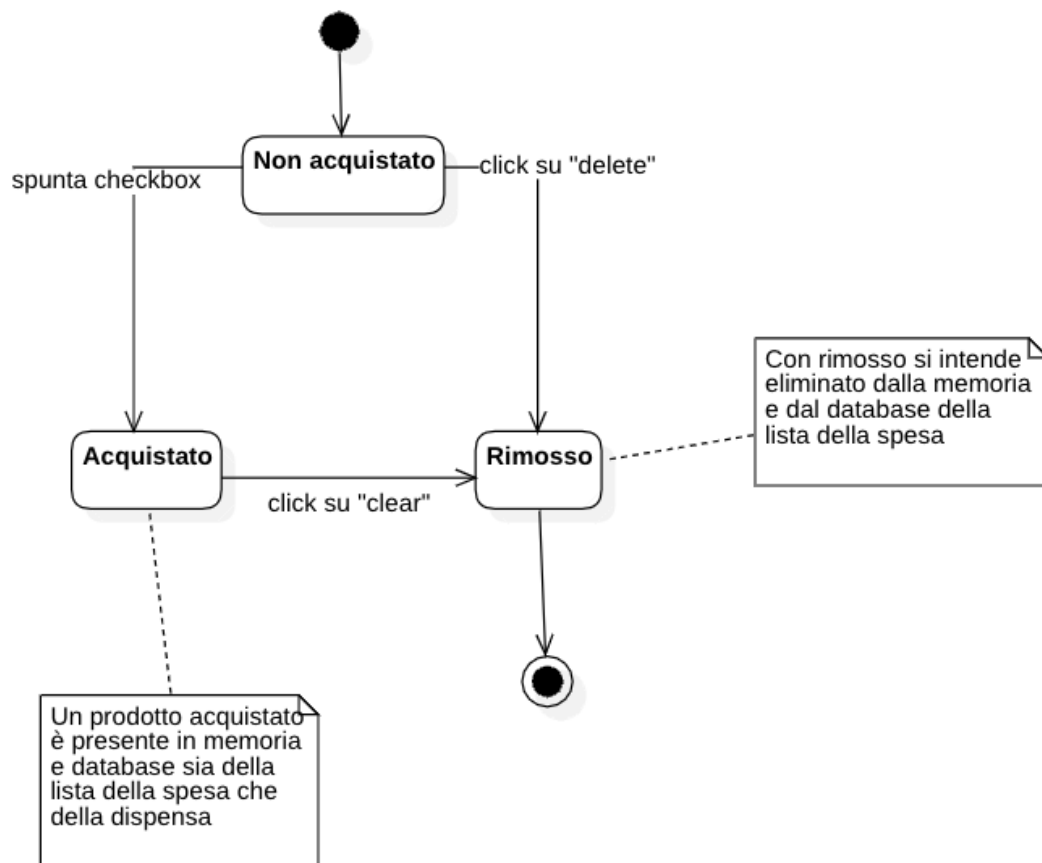 Non acquistato
spunta checkbox
click su "delete"
Con rimosso si intende
eliminato dalla memoria
e dal database della
lista della spesa
Acquistato
Rimosso
click su "clear"
Un prodotto acquistato
è presente in memoria
e database sia della
lista della spesa che
della dispensa